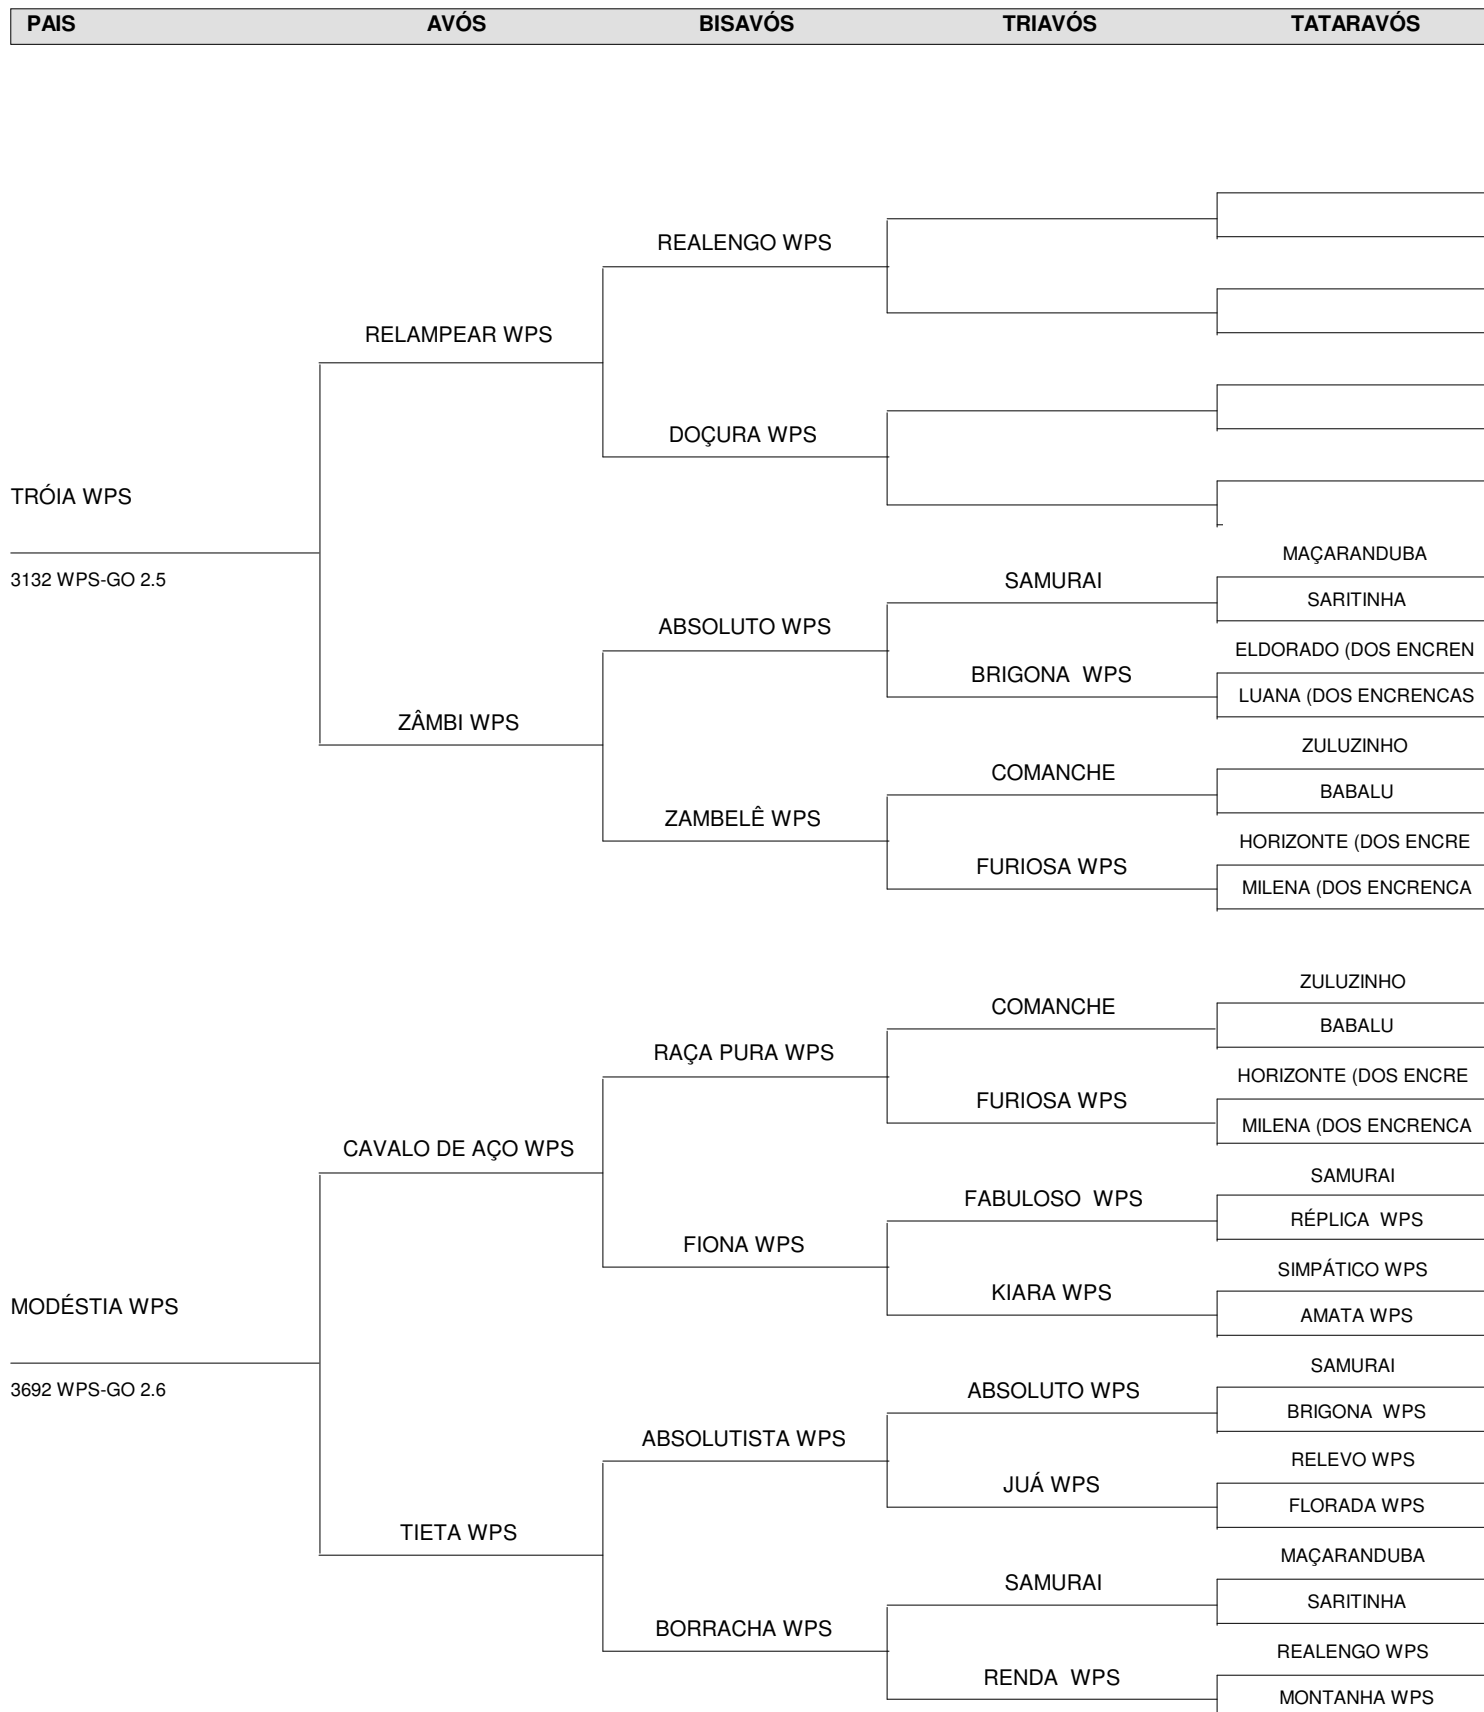 PAIS AVÓS BISAVÓS TRIAVÓS TATARAVÓS
REALENGO WPS
RELAMPEAR WPS
DOÇURA WPS
TRÓIA WPS
3132 WPS-GO 2.5
MAÇARANDUBA
SAMURAI
SARITINHA
ABSOLUTO WPS
ELDORADO (DOS ENCREN
BRIGONA WPS
LUANA (DOS ENCRENCAS
ZÂMBI WPS
ZULUZINHO
COMANCHE
BABALU
ZAMBELÊ WPS
HORIZONTE (DOS ENCRE
FURIOSA WPS
MILENA (DOS ENCRENCA
ZULUZINHO
COMANCHE
BABALU
RAÇA PURA WPS
HORIZONTE (DOS ENCRE
FURIOSA WPS
MILENA (DOS ENCRENCA
CAVALO DE AÇO WPS
SAMURAI
FABULOSO WPS
RÉPLICA WPS
FIONA WPS
SIMPÁTICO WPS
KIARA WPS
AMATA WPS
MODÉSTIA WPS
3692 WPS-GO 2.6
SAMURAI
ABSOLUTO WPS
BRIGONA WPS
ABSOLUTISTA WPS
RELEVO WPS
JUÁ WPS
FLORADA WPS
TIETA WPS
MAÇARANDUBA
SAMURAI
SARITINHA
BORRACHA WPS
REALENGO WPS
RENDA WPS
MONTANHA WPS